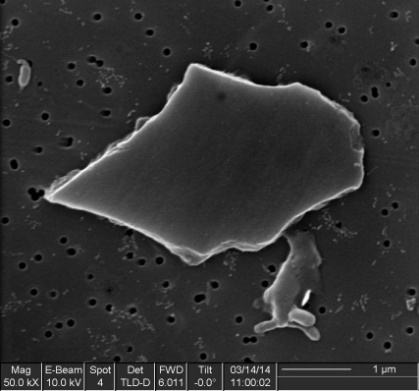 Mag E-Beam Spot Det FWD Tilt 03/14/14 1 µm
50.0 kX 10.0 kV 4 TLD-D 6.011 -0.0° 11:00:02